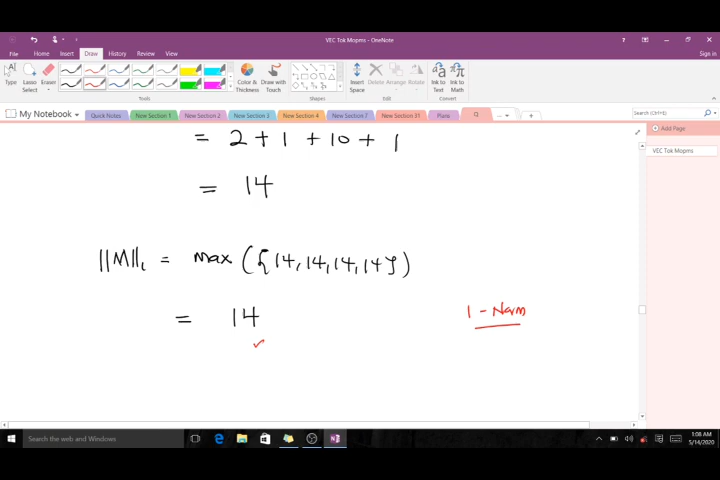 VEC Tok Mopms - OneNote
File Home Insert Draw History Review View Sign in
Type Lasso Select Eraser Color & Thickness Draw with Touch Insert Space Delete Arrange Rotate Ink to Text Ink to Math
Tools Shapes Edit Convert
My Notebook Quick Notes New Section 1 New Section 2 New Section 3 New Section 4 New Section 7 New Section 31 Plane Q Search (Ctrl+E)
Add Page
VEC Tok Mopms
= 2 + 1 + 10 + 1
= 14
||M||₁ = max ({14, 14, 14, 14})
= 14
1 - Norm
Search the web and Windows
1:08 AM
5/14/2020